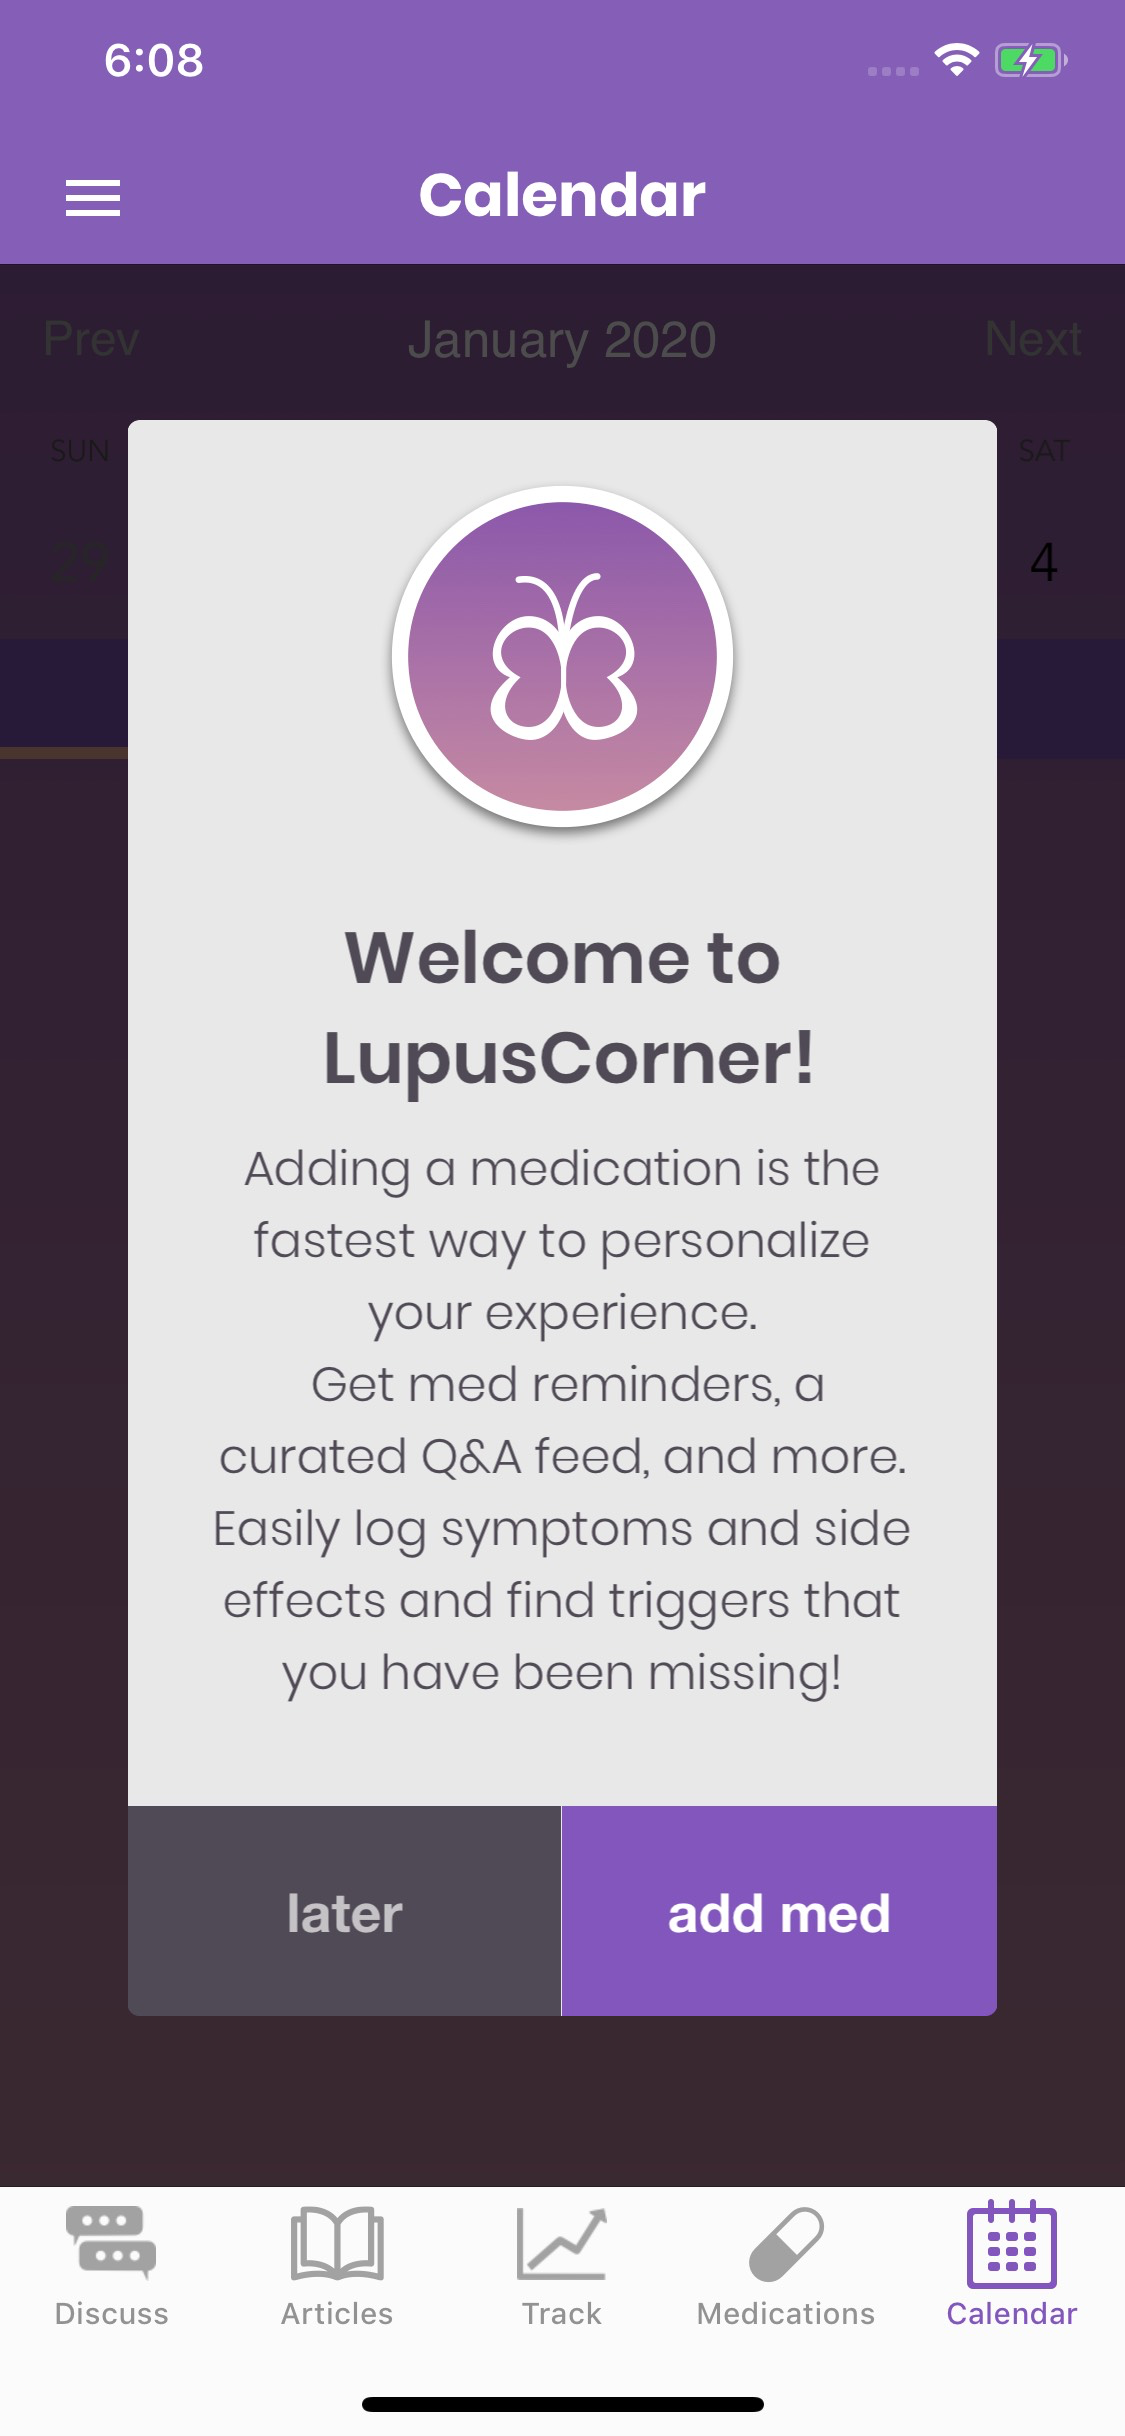 6:08
Calendar
Prev January 2020 Next
SUN SAT
29 4
Welcome to
LupusCorner!
Adding a medication is the
fastest way to personalize
your experience.
Get med reminders, a
curated Q&A feed, and more.
Easily log symptoms and side
effects and find triggers that
you have been missing!
later add med
Discuss Articles Track Medications Calendar